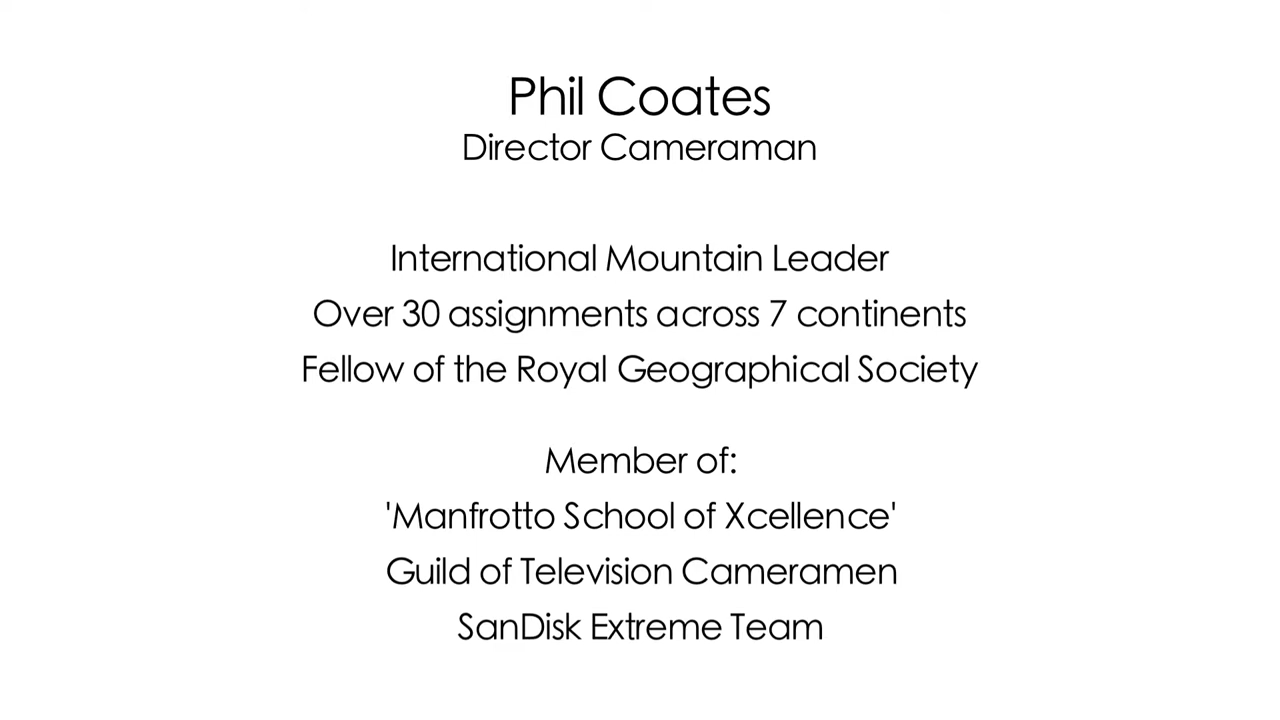 Phil Coates
Director Cameraman
International Mountain Leader
Over 30 assignments across 7 continents
Fellow of the Royal Geographical Society
Member of:
'Manfrotto School of Xcellence'
Guild of Television Cameramen
SanDisk Extreme Team